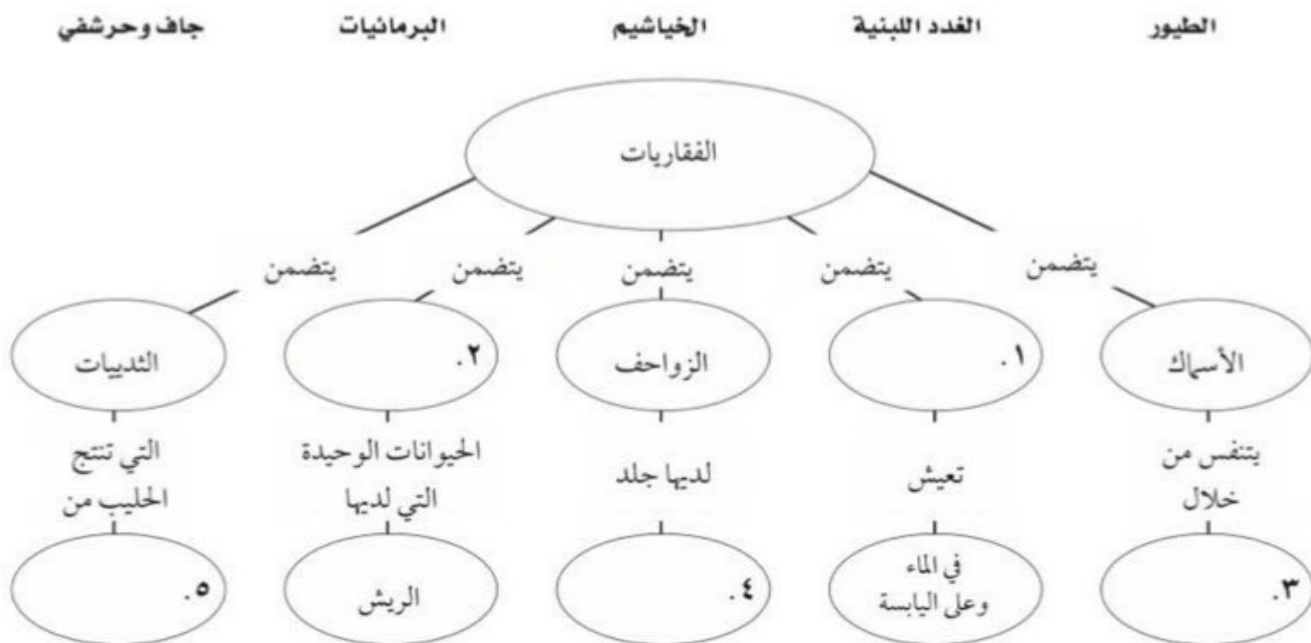 الطيور الغدد اللبنية الخياشيم البرمائيات جاف وحرشفي
الفقاريات
يتضمن يتضمن يتضمن يتضمن يتضمن
الأسماك ١. الزواحف ٢. الثدييات
يتنفس من
خلال
تعيش
لديها جلد
الحيوانات الوحيدة
التي لديها
التي تنتج
الحليب من
٣.
في الماء
وعلى اليابسة
٤.
الريش
٥.